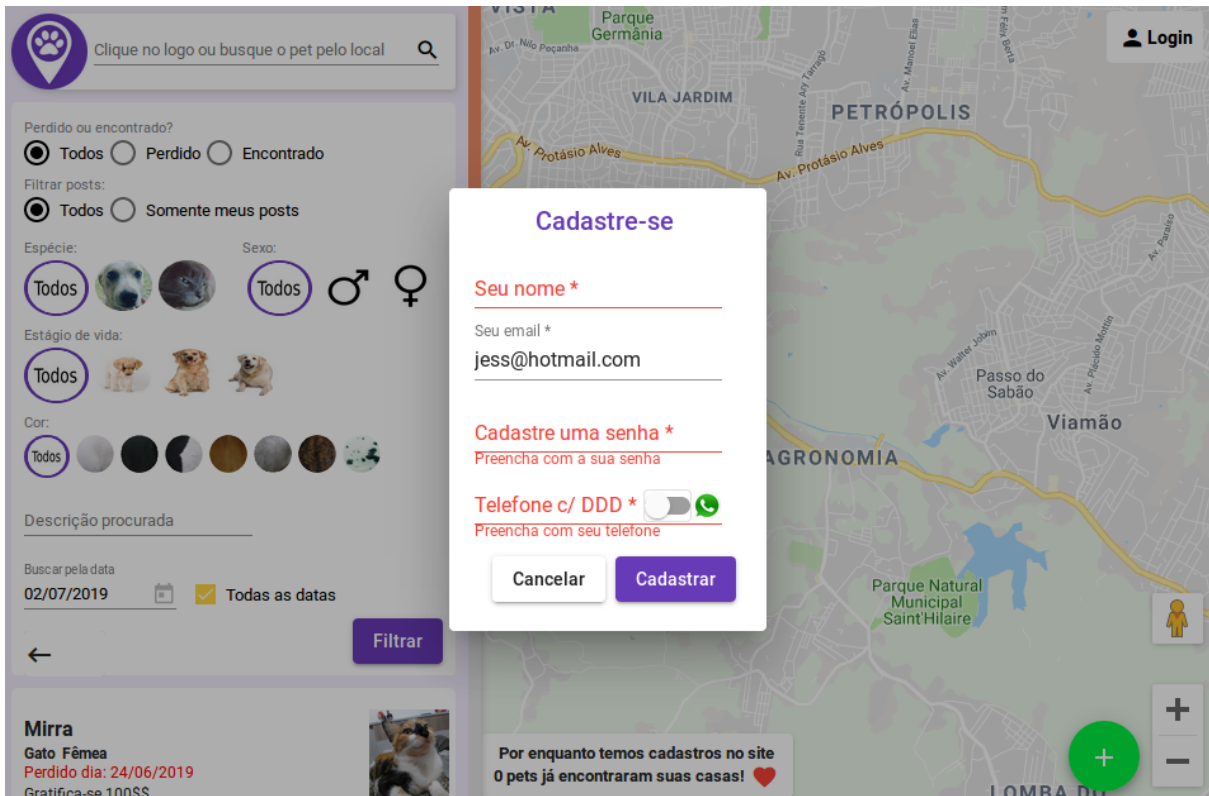 Clique no logo ou busque o pet pelo local
Perdido ou encontrado?
Todos Perdido Encontrado
Filtrar posts:
Todos Somente meus posts
Espécie: Sexo:
Todos Todos
Estágio de vida:
Todos
Cor:
Todos
Descrição procurada
Buscar pela data
02/07/2019 Todas as datas
Filtrar
Mirra
Gato Fêmea
Perdido dia: 24/06/2019
Gratifica-se 100$$
Cadastre-se
Seu nome *
Seu email *
jess@hotmail.com
Cadastre uma senha *
Preencha com a sua senha
Telefone c/ DDD *
Preencha com seu telefone
Cancelar Cadastrar
Login
VISTA
Parque
Germânia
Av. Dr. Nilo Peçanha
VILA JARDIM
Rua Tenente Ary Tarragô
Av. Manoel Elias
PETRÓPOLIS
Av. Protásio Alves
Av. Protásio Alves
Av. Paraíso
Av. Walter Jobim
Av. Plácido Mottin
Passo do
Sabão
Viamão
AGRONOMIA
Parque Natural
Municipal
Saint'Hilaire
LOMBA DO
Por enquanto temos cadastros no site
0 pets já encontraram suas casas!